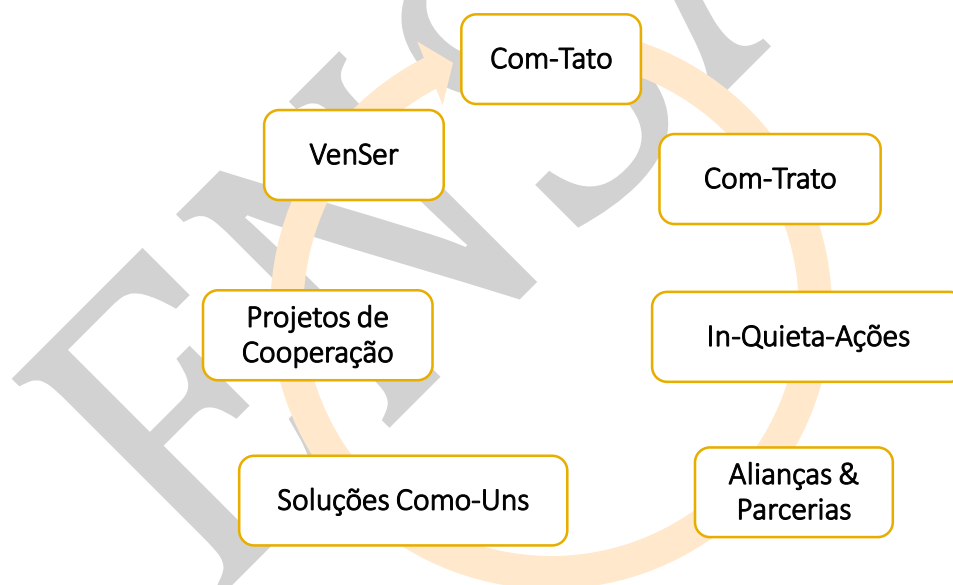 Com-Tato
VenSer
Com-Trato
Projetos de
Cooperação
In-Quieta-Ações
Alianças &
Parcerias
Soluções Como-Uns